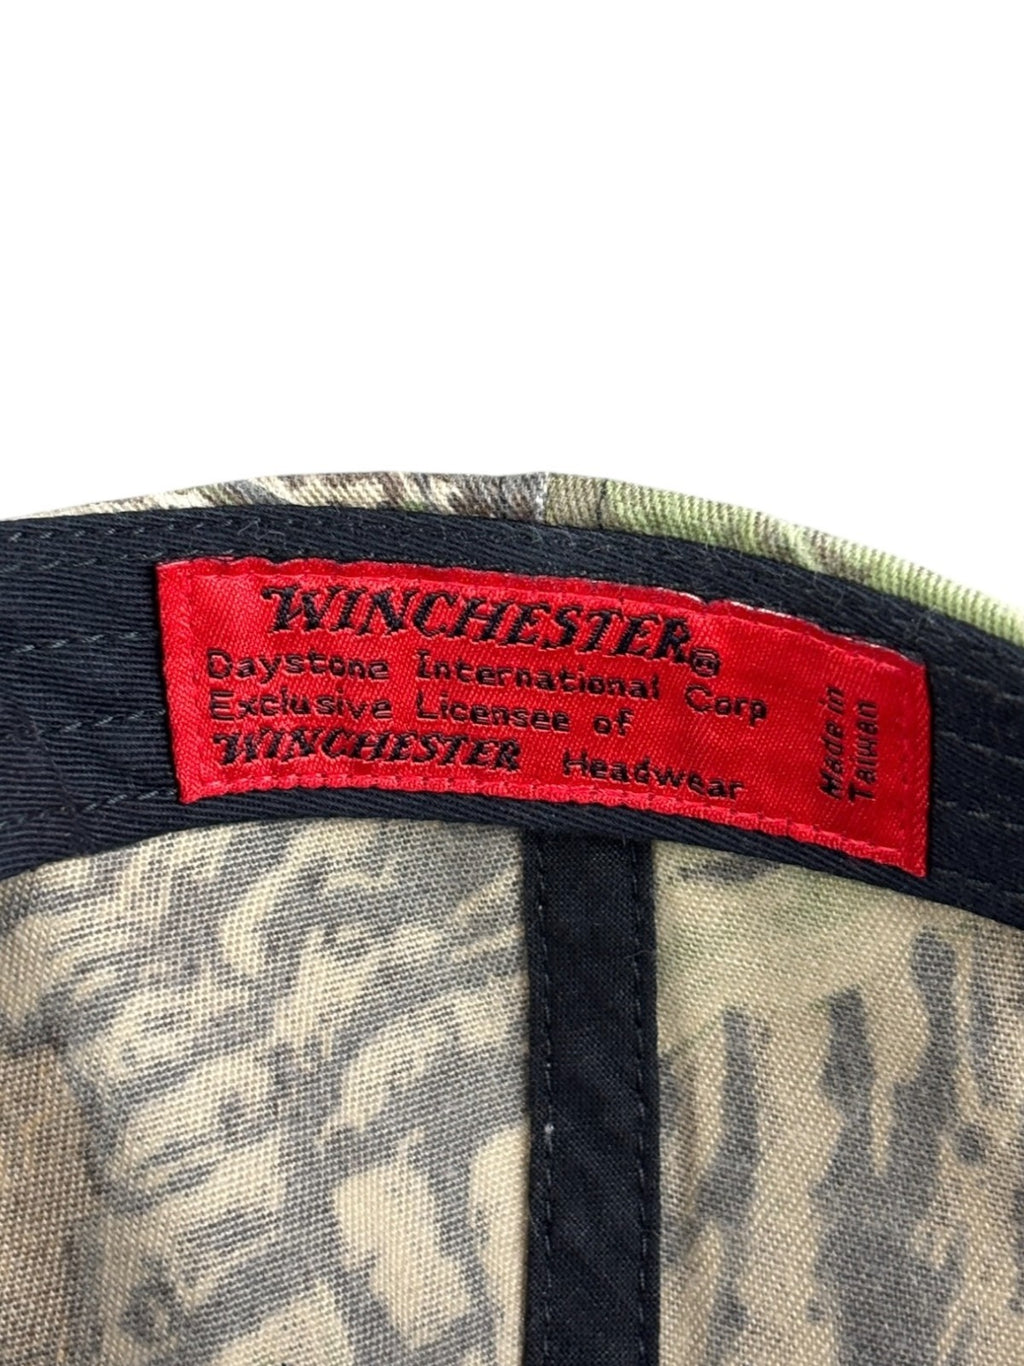 WINCHESTER®
Daystone International Corp
Exclusive Licensee of
WINCHESTER Headwear
Made in
Taiwan